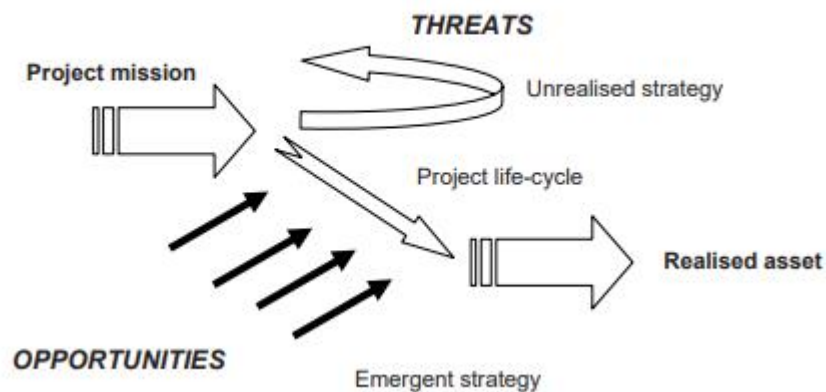 THREATS
Project mission
Unrealised strategy
Project life-cycle
Realised asset
OPPORTUNITIES
Emergent strategy